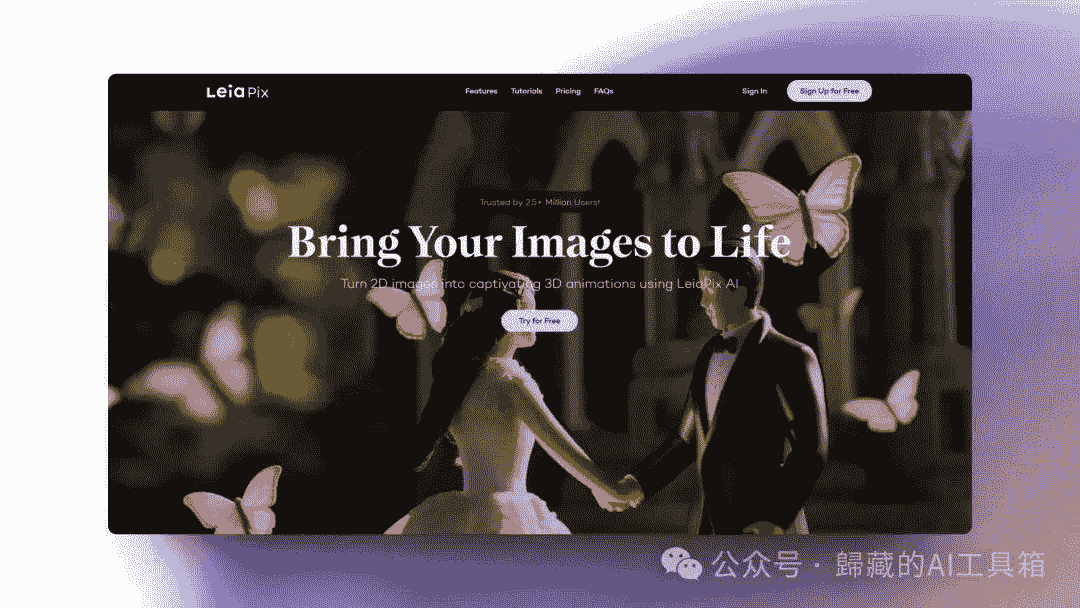 LeiaPix
Features Tutorials Pricing FAQs Sign In Sign Up for Free
Trusted by 25+ Million Users!
Bring Your Images to Life
Turn 2D images into captivating 3D animations using LeiaPix AI
Try for Free
公众号 · 歸藏的AI工具箱